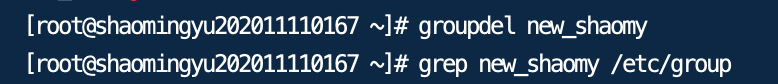 [root@shaomingyu202011110167 ~]# groupdel new_shaomy
[root@shaomingyu202011110167 ~]# grep new_shaomy /etc/group